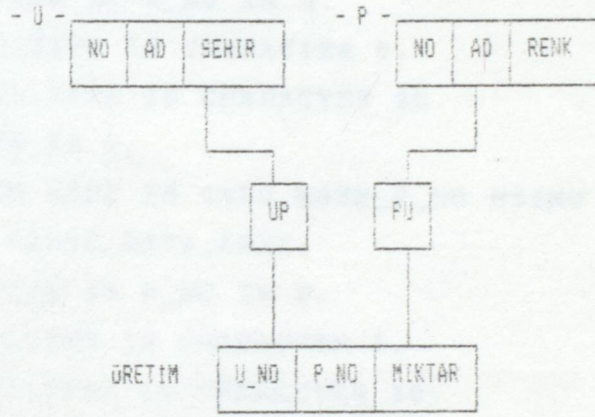 - U - - P -
NO AD SEHIR NO AD RENK
UP PU
ÜRETIM U_NO P_NO MIKTAR